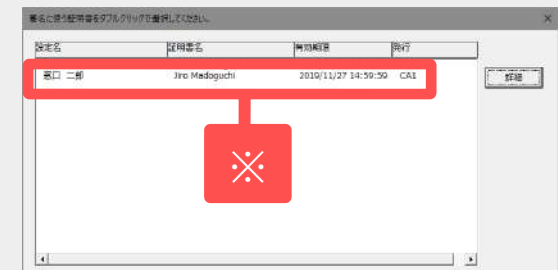 署名に使う証明書をダブルクリックで選択してください。 ×
設定名 証明書名 有効期限 発行
窓口 二郎 Jiro Madoguchi 2019/11/27 14:59:59 CA1
詳細
※